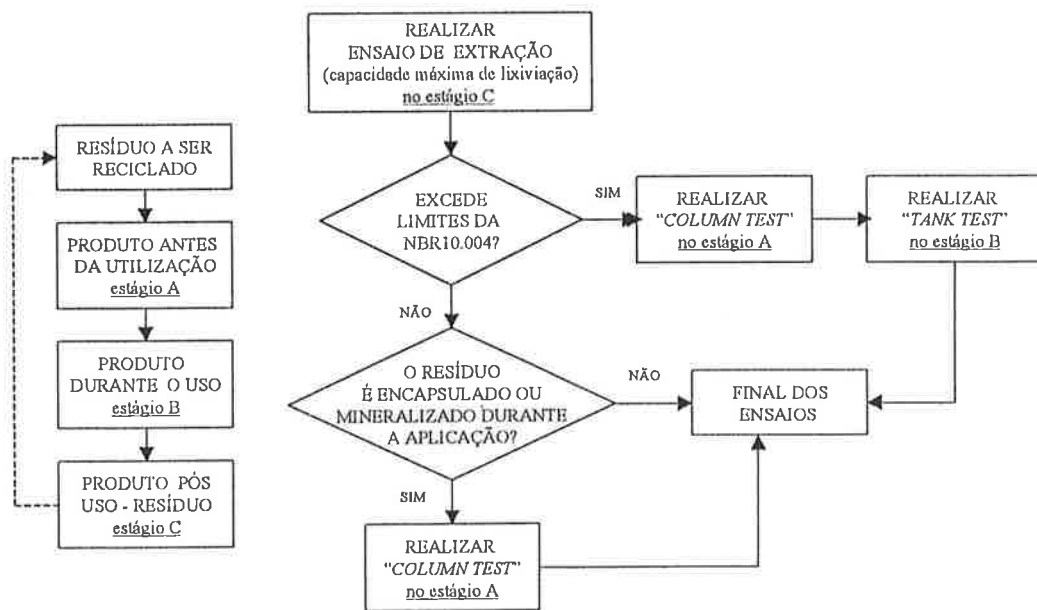 RESÍDUO A SER
RECICLADO
PRODUTO ANTES
DA UTILIZAÇÃO
estágio A
PRODUTO
DURANTE O USO
estágio B
PRODUTO PÓS
USO - RESÍDUO
estágio C
REALIZAR
ENSAIO DE EXTRAÇÃO
(capacidade máxima de lixiviação)
no estágio C
EXCEDE
LIMITES DA
NBR10.004?
SIM
REALIZAR
"COLUMN TEST"
no estágio A
REALIZAR
"TANK TEST"
no estágio B
NÃO
O RESÍDUO
É ENCAPSULADO OU
MINERALIZADO DURANTE
A APLICAÇÃO?
NÃO
FINAL DOS
ENSAIOS
SIM
REALIZAR
"COLUMN TEST"
no estágio A